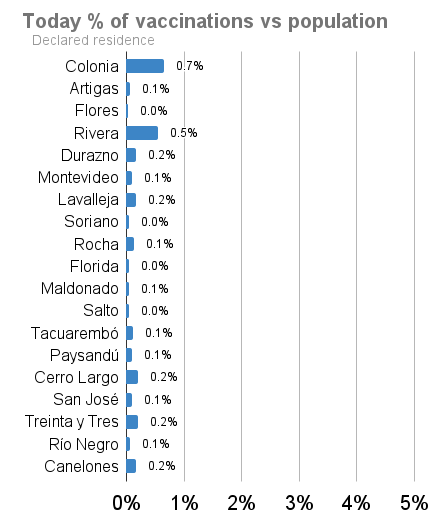 Today % of vaccinations vs population
Declared residence
Colonia 0.7%
Artigas 0.1%
Flores 0.0%
Rivera 0.5%
Durazno 0.2%
Montevideo 0.1%
Lavalleja 0.2%
Soriano 0.0%
Rocha 0.1%
Florida 0.0%
Maldonado 0.1%
Salto 0.0%
Tacuarembó 0.1%
Paysandú 0.1%
Cerro Largo 0.2%
San José 0.1%
Treinta y Tres 0.2%
Río Negro 0.1%
Canelones 0.2%
0% 1% 2% 3% 4% 5%